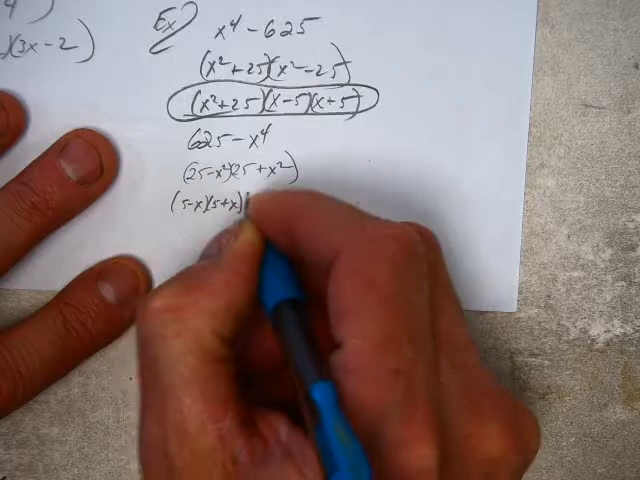 4 )
)(3x-2)
Ex)
x⁴ - 625
(x²+25)(x²-25)
(x²+25)(x-5)(x+5)
625 - x⁴
(25-x²)(25+x²)
(5-x)(5+x)(